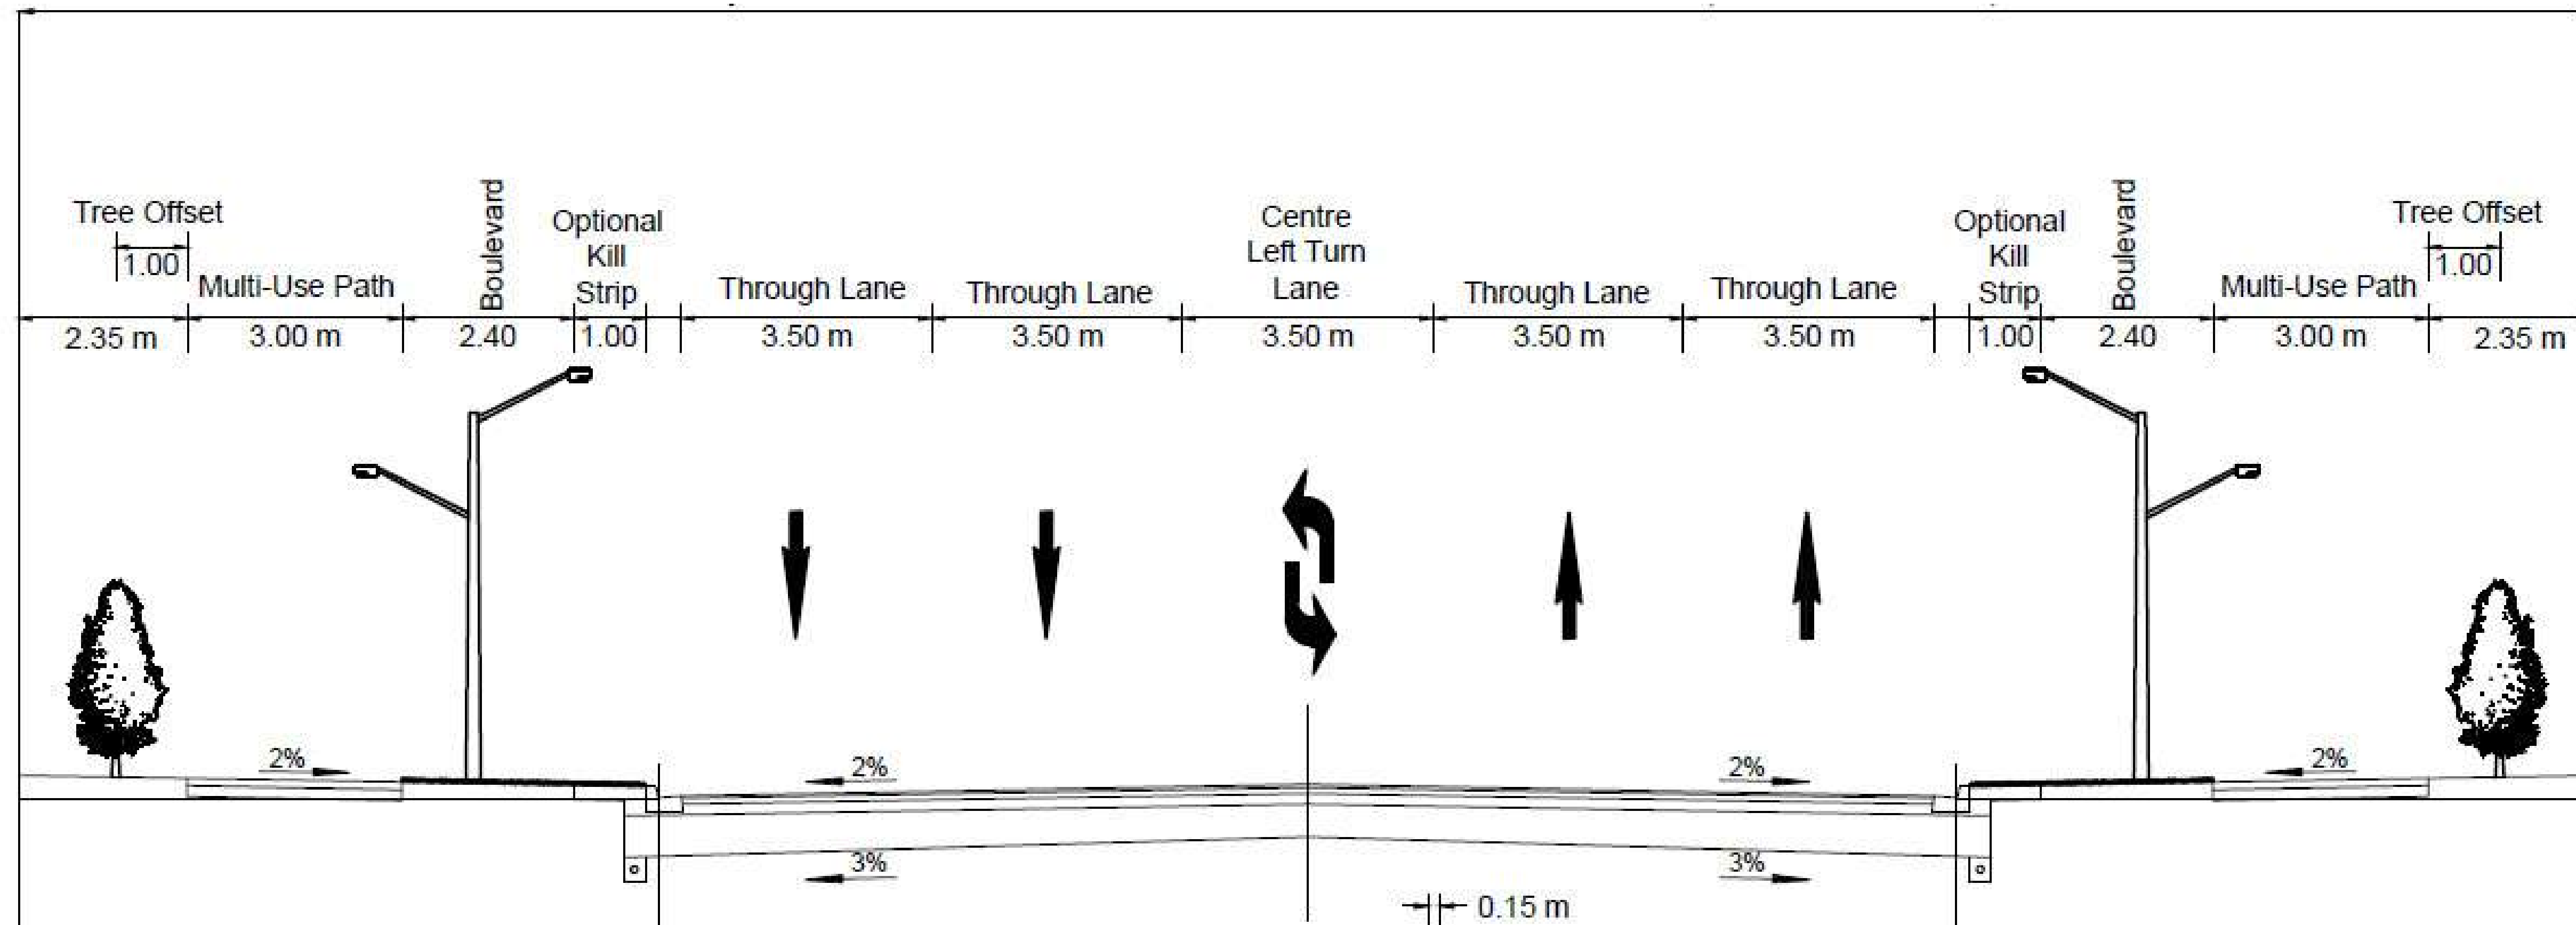 Tree Offset
1.00
Multi-Use Path
Boulevard
Optional
Kill
Strip
Through Lane
Through Lane
Centre
Left Turn
Lane
Through Lane
Through Lane
Optional
Kill
Strip
Boulevard
Multi-Use Path
Tree Offset
1.00
2.35 m
3.00 m
2.40
1.00
3.50 m
3.50 m
3.50 m
3.50 m
3.50 m
1.00
2.40
3.00 m
2.35 m
2%
2%
2%
2%
3%
3%
0.15 m